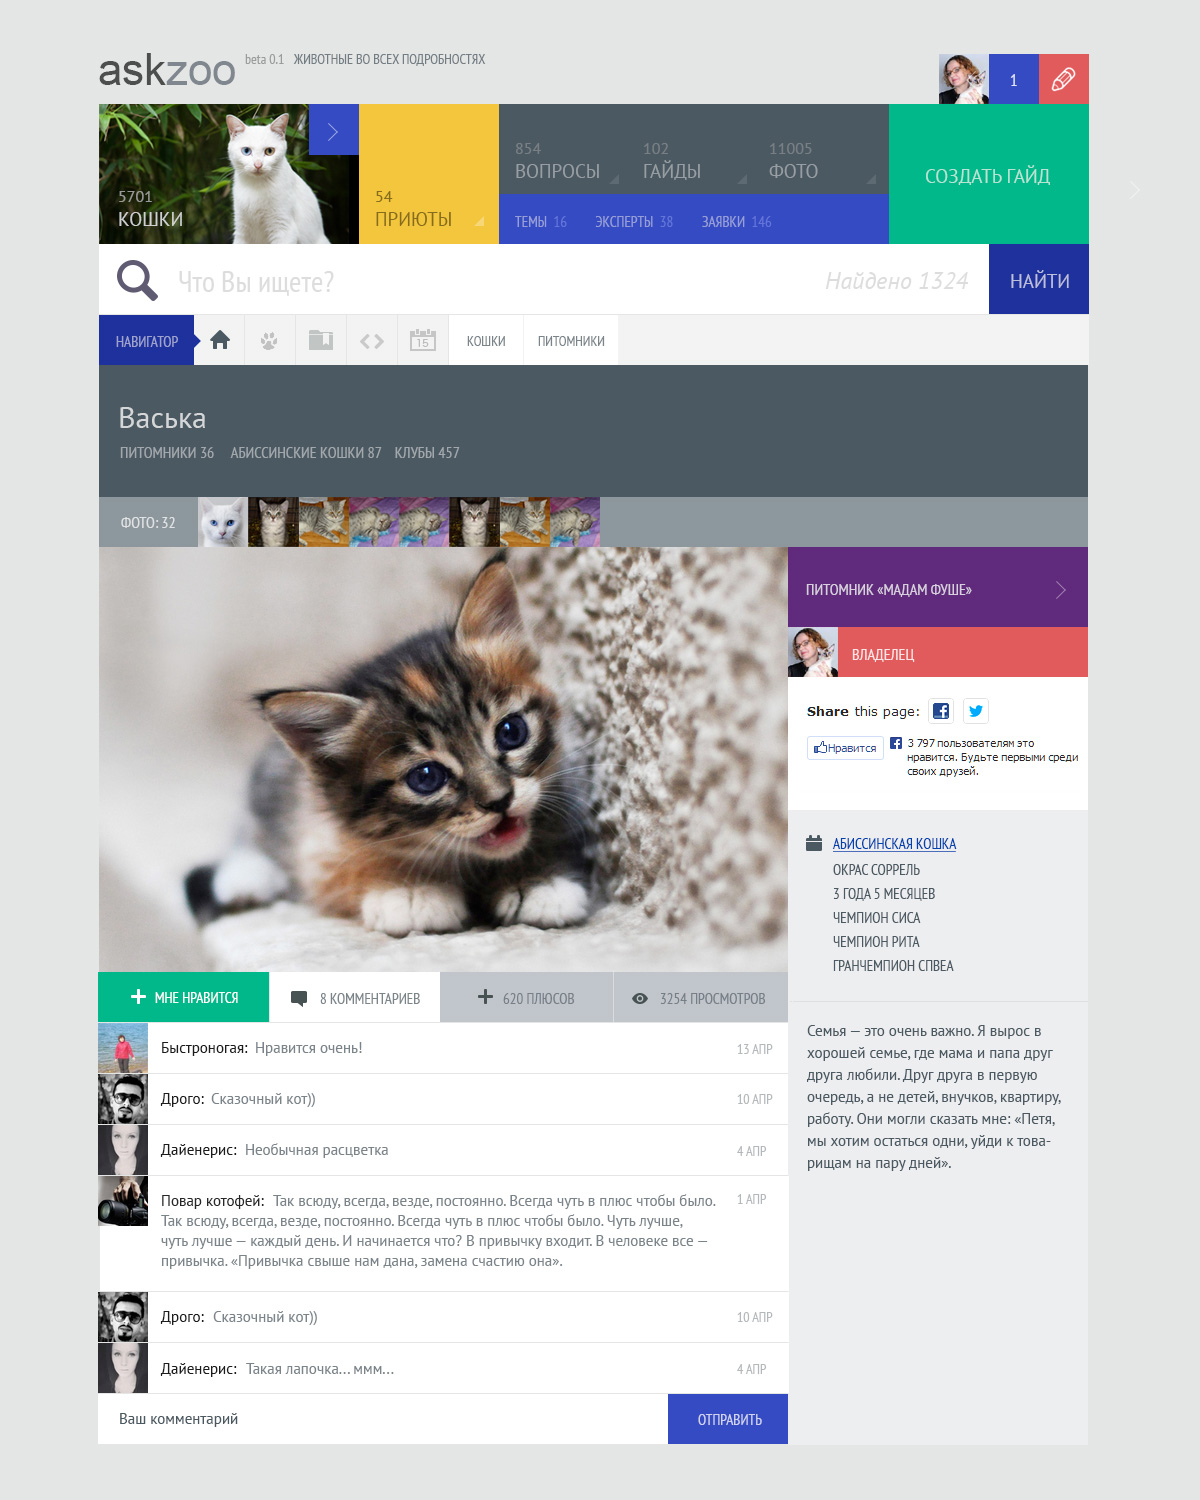 askzoo beta 0.1 ЖИВОТНЫЕ ВО ВСЕХ ПОДРОБНОСТЯХ
1
5701
КОШКИ
54
ПРИЮТЫ
854 102 11005
ВОПРОСЫ ГАЙДЫ ФОТО
ТЕМЫ 16 ЭКСПЕРТЫ 38 ЗАЯВКИ 146
СОЗДАТЬ ГАЙД
Что Вы ищете? Найдено 1324 НАЙТИ
НАВИГАТОР 15 КОШКИ ПИТОМНИКИ
Васька
ПИТОМНИКИ 36 АБИССИНСКИЕ КОШКИ 87 КЛУБЫ 457
ФОТО: 32
ПИТОМНИК «МАДАМ ФУШЕ»
ВЛАДЕЛЕЦ
Share this page:
Нравится
3 797 пользователям это
нравится. Будьте первыми среди
своих друзей.
АБИССИНСКАЯ КОШКА
ОКРАС СОРРЕЛЬ
3 ГОДА 5 МЕСЯЦЕВ
ЧЕМПИОН СИСА
ЧЕМПИОН РИТА
ГРАНЧЕМПИОН СПВЕА
Семья — это очень важно. Я вырос в
хорошей семье, где мама и папа друг
друга любили. Друг друга в первую
очередь, а не детей, внучков, квартиру,
работу. Они могли сказать мне: «Петя,
мы хотим остаться одни, уйди к това-
рищам на пару дней».
МНЕ НРАВИТСЯ 8 КОММЕНТАРИЕВ 620 ПЛЮСОВ 3254 ПРОСМОТРОВ
Быстроногая: Нравится очень! 13 АПР
Дрого: Сказочный кот)) 10 АПР
Дайенерис: Необычная расцветка 4 АПР
Повар котофей: Так всюду, всегда, везде, постоянно. Всегда чуть в плюс чтобы было. 1 АПР
Так всюду, всегда, везде, постоянно. Всегда чуть в плюс чтобы было. Чуть лучше,
чуть лучше — каждый день. И начинается что? В привычку входит. В человеке все —
привычка. «Привычка свыше нам дана, замена счастию она».
Дрого: Сказочный кот)) 10 АПР
Дайенерис: Такая лапочка... ммм... 4 АПР
Ваш комментарий ОТПРАВИТЬ